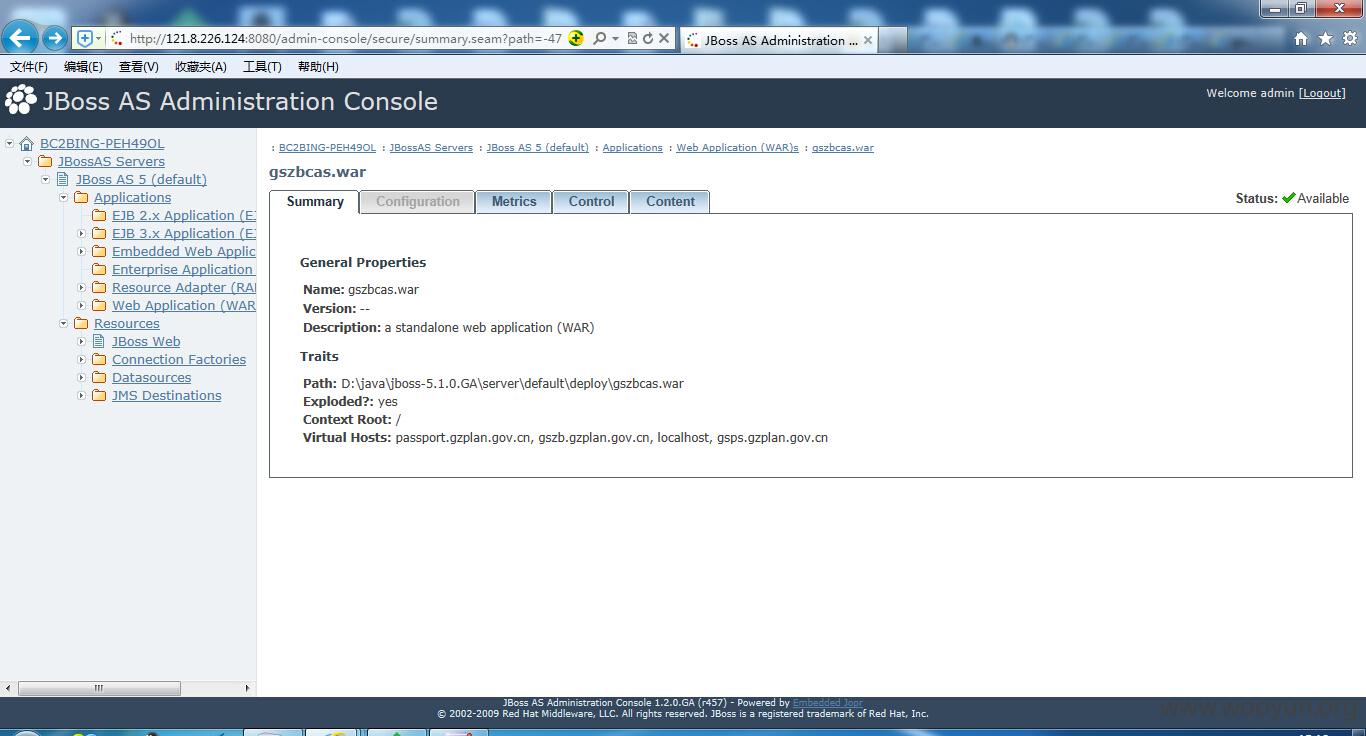 http://121.8.226.124:8080/admin-console/secure/summary.seam?path=-47
JBoss AS Administration ...
文件(F) 编辑(E) 查看(V) 收藏夹(A) 工具(T) 帮助(H)
JBoss AS Administration Console
Welcome admin [Logout]
BC2BING-PEH49OL
JBossAS Servers
JBoss AS 5 (default)
Applications
EJB 2.x Application (E
EJB 3.x Application (E
Embedded Web Applic
Enterprise Application
Resource Adapter (RA
Web Application (WAR
Resources
JBoss Web
Connection Factories
Datasources
JMS Destinations
: BC2BING-PEH49OL : JBossAS Servers : JBoss AS 5 (default) : Applications : Web Application (WAR)s : gszbcas.war
gszbcas.war
Summary Configuration Metrics Control Content
Status: Available
General Properties
Name: gszbcas.war
Version: --
Description: a standalone web application (WAR)
Traits
Path: D:\java\jboss-5.1.0.GA\server\default\deploy\gszbcas.war
Exploded?: yes
Context Root: /
Virtual Hosts: passport.gzplan.gov.cn, gszb.gzplan.gov.cn, localhost, gsps.gzplan.gov.cn
JBoss AS Administration Console 1.2.0.GA (r457) - Powered by Embedded Jopr
© 2002-2009 Red Hat Middleware, LLC. All rights reserved. JBoss is a registered trademark of Red Hat, Inc.
www.wooyun.org